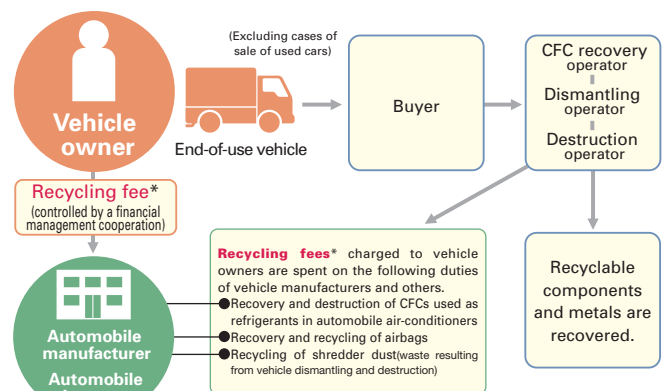 (Excluding cases of
sale of used cars)
Vehicle
owner
End-of-use vehicle
Buyer
CFC recovery
operator
Dismantling
operator
Destruction
operator
Recycling fee*
(controlled by a financial
management cooperation)
Automobile
manufacturer
Automobile
Recycling fees* charged to vehicle
owners are spent on the following duties
of vehicle manufacturers and others.
●Recovery and destruction of CFCs used as
refrigerants in automobile air-conditioners
●Recovery and recycling of airbags
●Recycling of shredder dust(waste resulting
from vehicle dismantling and destruction)
Recyclable
components
and metals are
recovered.